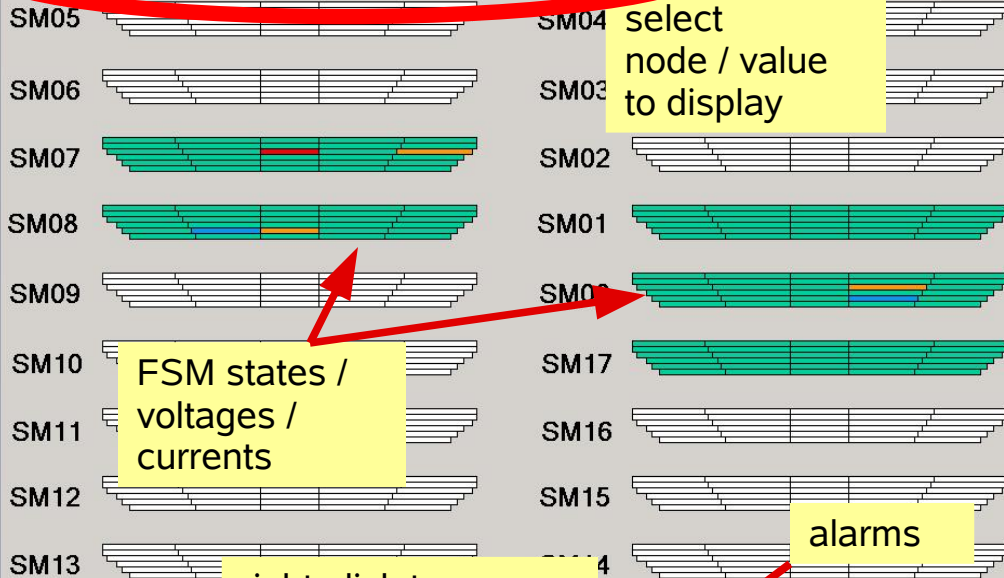 SM05
SM04
select
node / value
to display
SM06
SM03
SM07
SM02
SM08
SM01
SM09
SM10
SM17
FSM states /
voltages /
currents
SM11
SM16
SM12
SM15
alarms
SM13